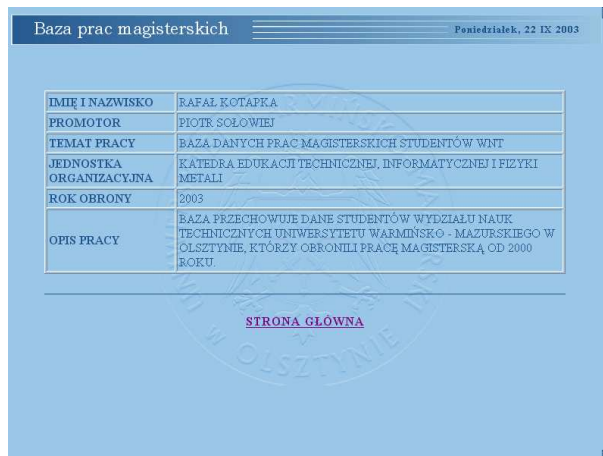 Baza prac magisterskich
Poniedziałek, 22 IX 2003
IMIĘ I NAZWISKO RAFAŁ KOTAPKA
PROMOTOR PIOTR SOŁOWIEJ
TEMAT PRACY BAZA DANYCH PRAC MAGISTERSKICH STUDENTÓW WNT
JEDNOSTKA ORGANIZACYJNA KATEDRA EDUKACJI TECHNICZNEJ, INFORMATYCZNEJ I FIZYKI
METALI
ROK OBRONY 2003
OPIS PRACY BAZA PRZECHOWUJE DANE STUDENTÓW WYDZIAŁU NAUK
TECHNICZNYCH UNIWERSYTETU WARMIŃSKO - MAZURSKIEGO W
OLSZTYNIE, KTÓRZY OBRONILI PRACĘ MAGISTERSKĄ OD 2000
ROKU.
STRONA GŁÓWNA
W OLSZTYNIE